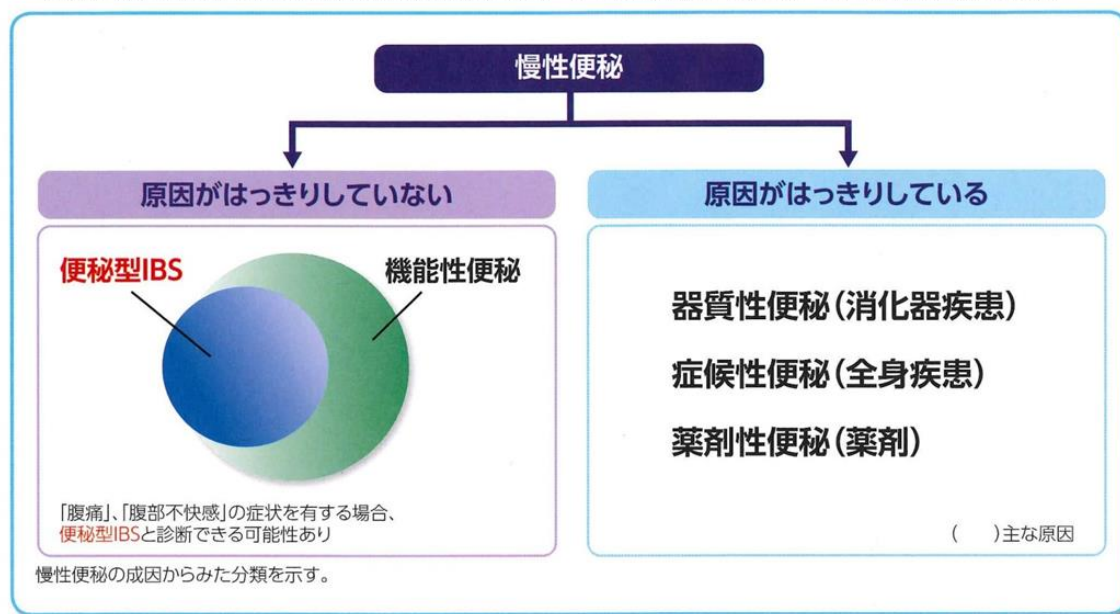 慢性便秘
原因がはっきりしていない
便秘型IBS
機能性便秘
「腹痛」、「腹部不快感」の症状を有する場合、
便秘型IBSと診断できる可能性あり
原因がはっきりしている
器質性便秘(消化器疾患)
症候性便秘(全身疾患)
薬剤性便秘(薬剤)
(　　)主な原因
慢性便秘の成因からみた分類を示す。